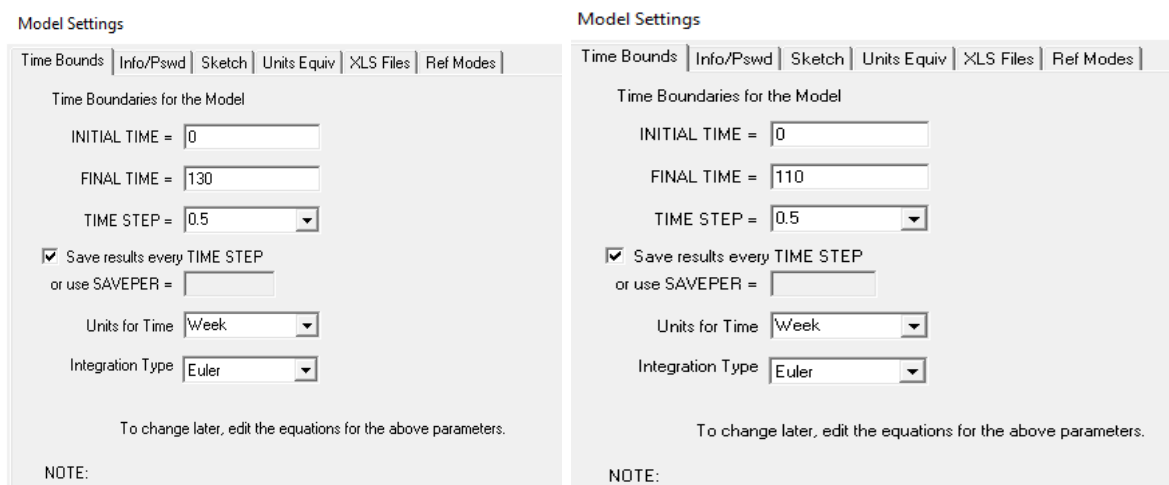 Model Settings
Time Bounds Info/Pswd Sketch Units Equiv XLS Files Ref Modes
Time Boundaries for the Model
INITIAL TIME = 0
FINAL TIME = 130
TIME STEP = 0.5
Save results every TIME STEP
or use SAVEPER =
Units for Time Week
Integration Type Euler
To change later, edit the equations for the above parameters.
NOTE:
Model Settings
Time Bounds Info/Pswd Sketch Units Equiv XLS Files Ref Modes
Time Boundaries for the Model
INITIAL TIME = 0
FINAL TIME = 110
TIME STEP = 0.5
Save results every TIME STEP
or use SAVEPER =
Units for Time Week
Integration Type Euler
To change later, edit the equations for the above parameters.
NOTE: